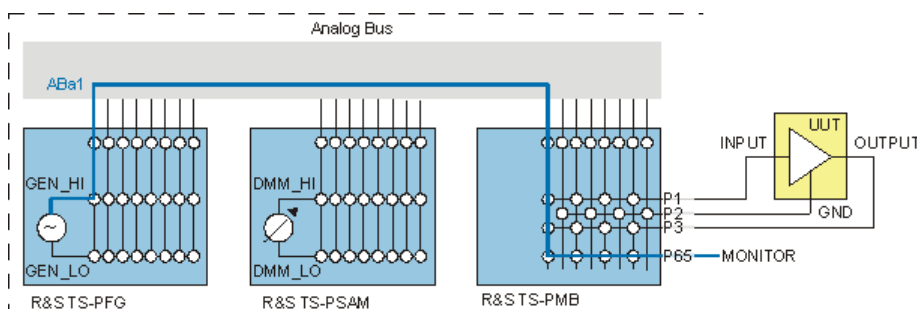 Analog Bus
ABa1
UUT
INPUT
OUTPUT
GEN_HI
DMM_HI
P1
P2
GND
P3
GEN_LO
DMM_LO
P65
MONITOR
R&S TS-PFG
R&S TS-PSAM
R&S TS-PMB